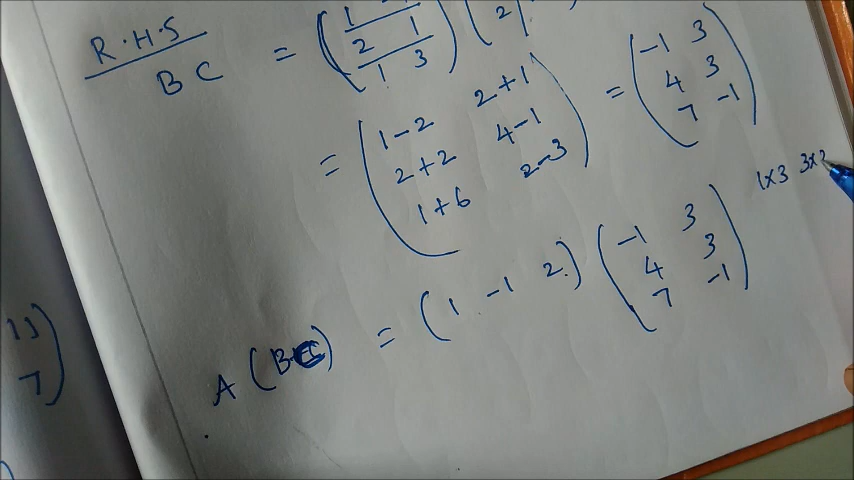 R.H.S
BC = ( 1
2 1
1 3 ) ( 2
= ( 1-2 2+1
2+2 4-1
1+6 2-3 ) = ( -1 3
4 3
7 -1 )
1×3 3×2
A(BC) = ( 1 -1 2 ) ( -1 3
4 3
7 -1 )
7 )